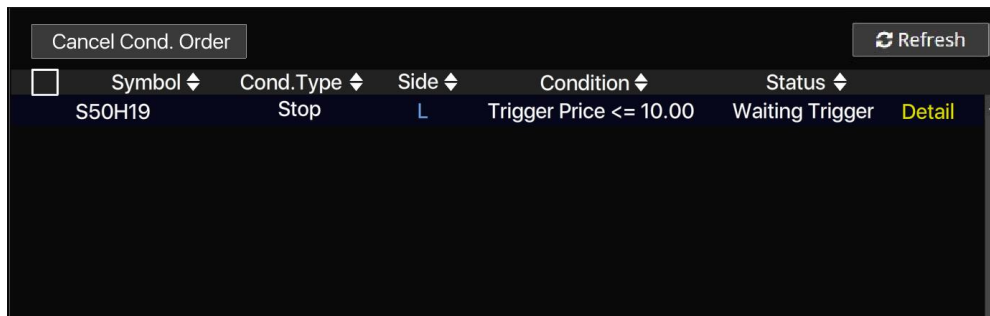 Cancel Cond. Order Refresh
Symbol Cond.Type Side Condition Status
S50H19 Stop L Trigger Price <= 10.00 Waiting Trigger Detail